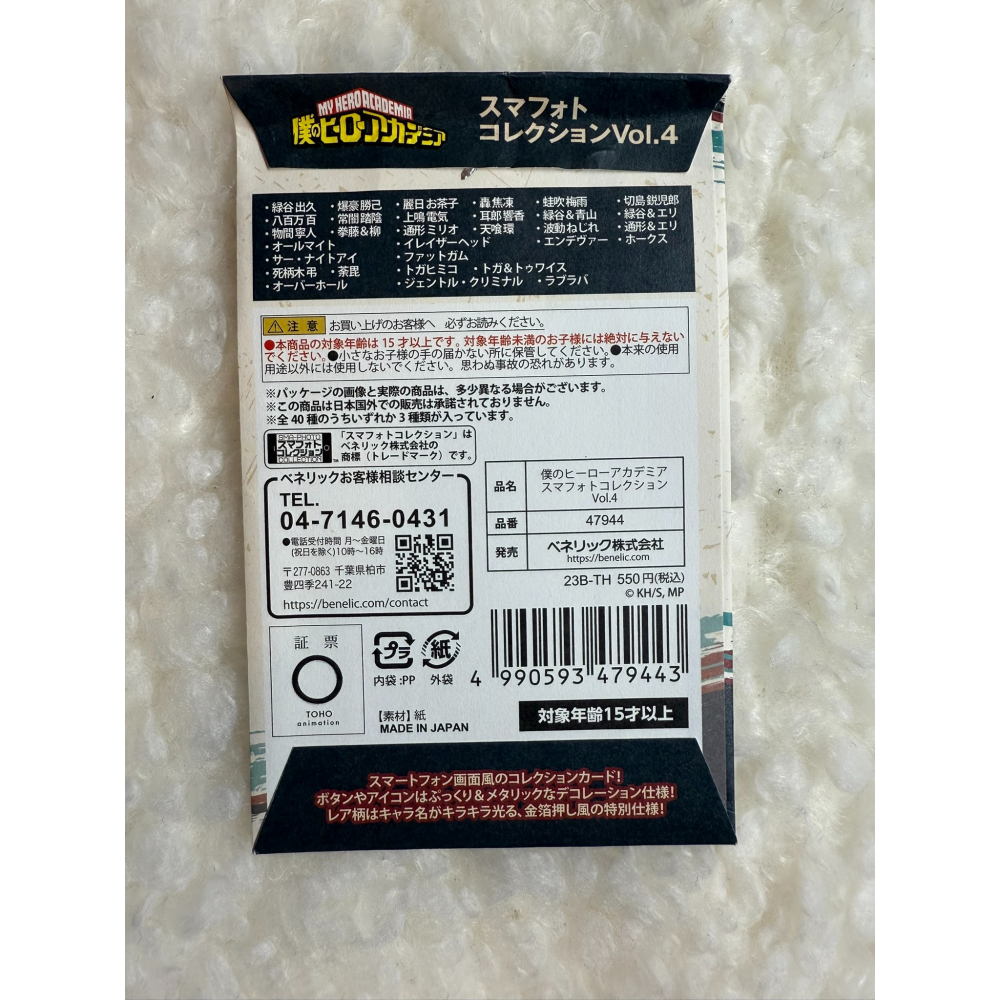 MY HERO ACADEMIA
僕のヒーローアカデミア
スマフォト
コレクションVol.4
・緑谷 出久 ・爆豪 勝己 ・麗日 お茶子 ・轟 焦凍 ・蛙吹 梅雨 ・切島 鋭児郎
・八百万 百 ・常闇 踏陰 ・上鳴 電気 ・耳郎 響香 ・緑谷 & 青山 ・緑谷 & エリ
・物間 寧人 ・拳藤 & 柳 ・通形 ミリオ ・天喰 環 ・波動 ねじれ ・通形 & エリ
・オールマイト ・イレイザーヘッド ・エンデヴァー ・ホークス
・サー・ナイトアイ ・ファットガム
・死柄木 弔 ・荼毘 ・トガヒミコ ・トガ & トゥワイス
・オーバーホール ・ジェントル・クリミナル ・ラブラバ
注意 お買い上げのお客様へ 必ずお読みください。
●本商品の対象年齢は 15 才以上です。対象年齢未満のお子様には絶対に与えない
でください。●小さなお子様の手の届かない所に保管してください。●本来の使用
用途以外には使用しないでください。思わぬ事故の恐れがあります。
※パッケージの画像と実際の商品は、多少異なる場合がございます。
※この商品は日本国外での販売は承諾されておりません。
※全 40 種のうちいずれか 3 種類が入っています。
SMA-PHOTO
スマフォト
コレクション
COLLECTION
TM
「スマフォトコレクション」は
ベネリック株式会社の
商標（トレードマーク）です。
ベネリックお客様相談センター
TEL.
04-7146-0431
●電話受付時間 月～金曜日
(祝日を除く)10時～16時
〒277-0863 千葉県柏市
豊四季241-22
https://benelic.com/contact
品名 僕のヒーローアカデミア
スマフォトコレクション
Vol.4
品番 47944
発売 ベネリック株式会社
https://benelic.com
23B-TH 550円(税込)
© KH/S, MP
証 票
TOHO
animation
プラ
内袋 :PP
紙
外袋
【素材】紙
MADE IN JAPAN
4 990593 479443
対象年齢15才以上
スマートフォン画面風のコレクションカード!
ボタンやアイコンはぷっくり&メタリックなデコレーション仕様!
レア柄はキャラ名がキラキラ光る、金箔押し風の特別仕様!